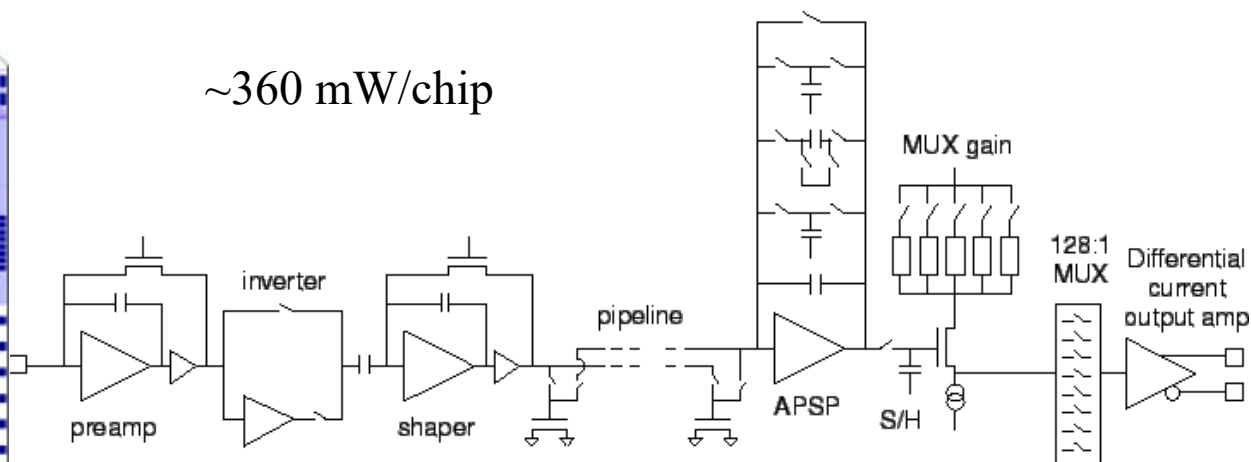 ~360 mW/chip
MUX gain
128:1
MUX
Differential
current
output amp
inverter
pipeline
preamp
shaper
APSP
S/H